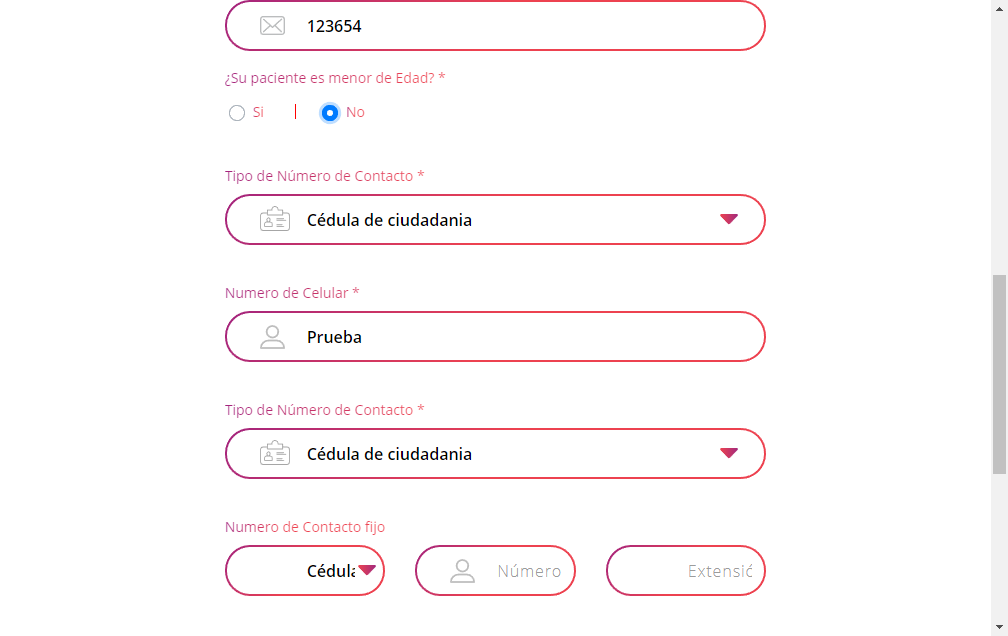 123654
¿Su paciente es menor de Edad? *
Si | No
Tipo de Número de Contacto *
Cédula de ciudadania
Numero de Celular *
Prueba
Tipo de Número de Contacto *
Cédula de ciudadania
Numero de Contacto fijo
Cédula Número Extensió